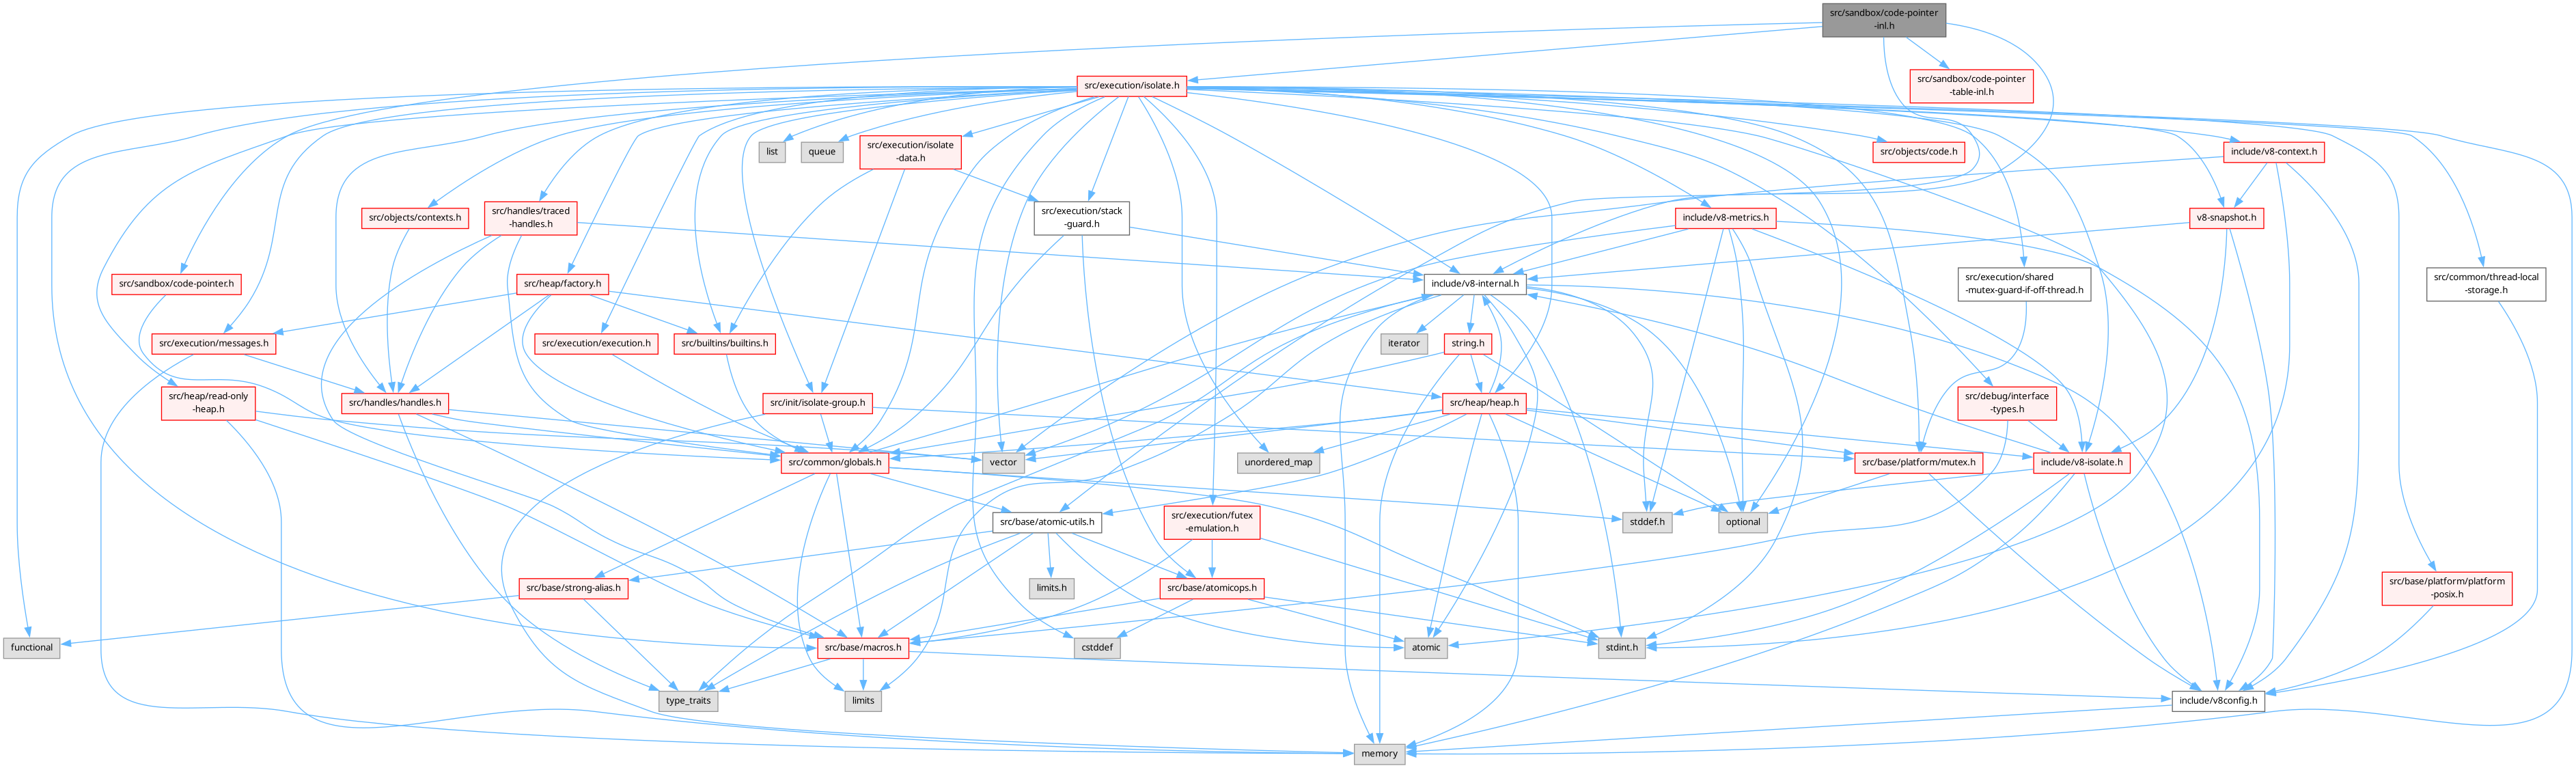 src/sandbox/code-pointer
-inl.h
src/execution/isolate.h
src/sandbox/code-pointer
-table-inl.h
list
queue
src/execution/isolate
-data.h
src/objects/code.h
include/v8-context.h
src/objects/contexts.h
src/handles/traced
-handles.h
src/execution/stack
-guard.h
include/v8-metrics.h
v8-snapshot.h
src/sandbox/code-pointer.h
src/heap/factory.h
include/v8-internal.h
src/execution/shared
-mutex-guard-if-off-thread.h
src/common/thread-local
-storage.h
src/execution/messages.h
src/execution/execution.h
src/builtins/builtins.h
iterator
string.h
src/heap/read-only
-heap.h
src/handles/handles.h
src/init/isolate-group.h
src/heap/heap.h
src/debug/interface
-types.h
src/common/globals.h
vector
unordered_map
src/base/platform/mutex.h
include/v8-isolate.h
src/base/atomic-utils.h
src/execution/futex
-emulation.h
stddef.h
optional
src/base/strong-alias.h
limits.h
src/base/atomicops.h
src/base/platform/platform
-posix.h
functional
src/base/macros.h
cstddef
atomic
stdint.h
type_traits
limits
include/v8config.h
memory